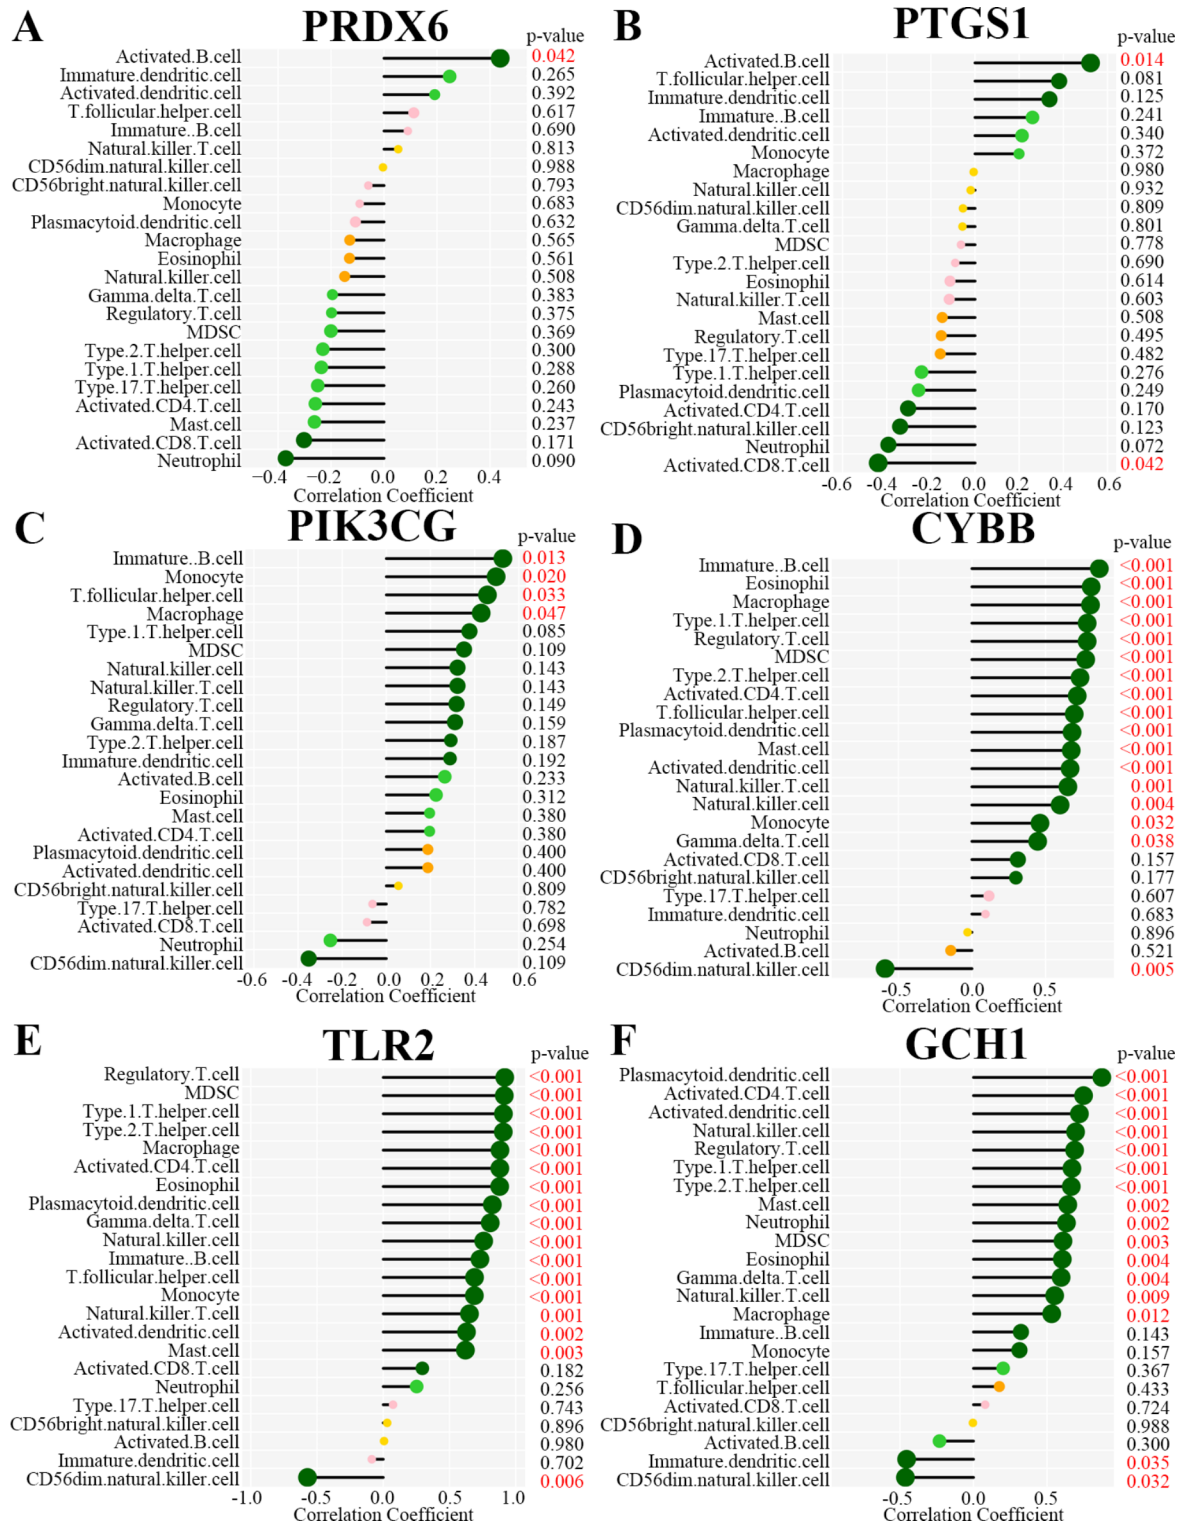 A PRDX6 p-value
Activated.B.cell 0.042
Immature.dendritic.cell 0.265
Activated.dendritic.cell 0.392
T.follicular.helper.cell 0.617
Immature..B.cell 0.690
Natural.killer.T.cell 0.813
CD56dim.natural.killer.cell 0.988
CD56bright.natural.killer.cell 0.793
Monocyte 0.683
Plasmacytoid.dendritic.cell 0.632
Macrophage 0.565
Eosinophil 0.561
Natural.killer.cell 0.508
Gamma.delta.T.cell 0.383
Regulatory.T.cell 0.375
MDSC 0.369
Type.2.T.helper.cell 0.300
Type.1.T.helper.cell 0.288
Type.17.T.helper.cell 0.260
Activated.CD4.T.cell 0.243
Mast.cell 0.237
Activated.CD8.T.cell 0.171
Neutrophil 0.090
−0.4 −0.2 0.0 0.2 0.4
Correlation Coefficient
B PTGS1 p-value
Activated.B.cell 0.014
T.follicular.helper.cell 0.081
Immature.dendritic.cell 0.125
Immature..B.cell 0.241
Activated.dendritic.cell 0.340
Monocyte 0.372
Macrophage 0.980
Natural.killer.cell 0.932
CD56dim.natural.killer.cell 0.809
Gamma.delta.T.cell 0.801
MDSC 0.778
Type.2.T.helper.cell 0.690
Eosinophil 0.614
Natural.killer.T.cell 0.603
Mast.cell 0.508
Regulatory.T.cell 0.495
Type.17.T.helper.cell 0.482
Type.1.T.helper.cell 0.276
Plasmacytoid.dendritic.cell 0.249
Activated.CD4.T.cell 0.170
CD56bright.natural.killer.cell 0.123
Neutrophil 0.072
Activated.CD8.T.cell 0.042
-0.6 -0.4 -0.2 0.0 0.2 0.4 0.6
Correlation Coefficient
C PIK3CG p-value
Immature..B.cell 0.013
Monocyte 0.020
T.follicular.helper.cell 0.033
Macrophage 0.047
Type.1.T.helper.cell 0.085
MDSC 0.109
Natural.killer.cell 0.143
Natural.killer.T.cell 0.143
Regulatory.T.cell 0.149
Gamma.delta.T.cell 0.159
Type.2.T.helper.cell 0.187
Immature.dendritic.cell 0.192
Activated.B.cell 0.233
Eosinophil 0.312
Mast.cell 0.380
Activated.CD4.T.cell 0.380
Plasmacytoid.dendritic.cell 0.400
Activated.dendritic.cell 0.400
CD56bright.natural.killer.cell 0.809
Type.17.T.helper.cell 0.782
Activated.CD8.T.cell 0.698
Neutrophil 0.254
CD56dim.natural.killer.cell 0.109
-0.6 -0.4 -0.2 0.0 0.2 0.4 0.6
Correlation Coefficient
D CYBB p-value
Immature..B.cell <0.001
Eosinophil <0.001
Macrophage <0.001
Type.1.T.helper.cell <0.001
Regulatory.T.cell <0.001
MDSC <0.001
Type.2.T.helper.cell <0.001
Activated.CD4.T.cell <0.001
T.follicular.helper.cell <0.001
Plasmacytoid.dendritic.cell <0.001
Mast.cell <0.001
Activated.dendritic.cell <0.001
Natural.killer.T.cell 0.001
Natural.killer.cell 0.004
Monocyte 0.032
Gamma.delta.T.cell 0.038
Activated.CD8.T.cell 0.157
CD56bright.natural.killer.cell 0.177
Type.17.T.helper.cell 0.607
Immature.dendritic.cell 0.683
Neutrophil 0.896
Activated.B.cell 0.521
CD56dim.natural.killer.cell 0.005
-0.5 0.0 0.5
Correlation Coefficient
E TLR2 p-value
Regulatory.T.cell <0.001
MDSC <0.001
Type.1.T.helper.cell <0.001
Type.2.T.helper.cell <0.001
Macrophage <0.001
Activated.CD4.T.cell <0.001
Eosinophil <0.001
Plasmacytoid.dendritic.cell <0.001
Gamma.delta.T.cell <0.001
Natural.killer.cell <0.001
Immature..B.cell <0.001
T.follicular.helper.cell <0.001
Monocyte <0.001
Natural.killer.T.cell 0.001
Activated.dendritic.cell 0.002
Mast.cell 0.003
Activated.CD8.T.cell 0.182
Neutrophil 0.256
Type.17.T.helper.cell 0.743
CD56bright.natural.killer.cell 0.896
Activated.B.cell 0.980
Immature.dendritic.cell 0.702
CD56dim.natural.killer.cell 0.006
-1.0 -0.5 0.0 0.5 1.0
Correlation Coefficient
F GCH1 p-value
Plasmacytoid.dendritic.cell <0.001
Activated.CD4.T.cell <0.001
Activated.dendritic.cell <0.001
Natural.killer.cell <0.001
Regulatory.T.cell <0.001
Type.1.T.helper.cell <0.001
Type.2.T.helper.cell <0.001
Mast.cell 0.002
Neutrophil 0.002
MDSC 0.003
Eosinophil 0.004
Gamma.delta.T.cell 0.004
Natural.killer.T.cell 0.009
Macrophage 0.012
Immature..B.cell 0.143
Monocyte 0.157
Type.17.T.helper.cell 0.367
T.follicular.helper.cell 0.433
Activated.CD8.T.cell 0.724
CD56bright.natural.killer.cell 0.988
Activated.B.cell 0.300
Immature.dendritic.cell 0.035
CD56dim.natural.killer.cell 0.032
-0.5 0.0 0.5
Correlation Coefficient